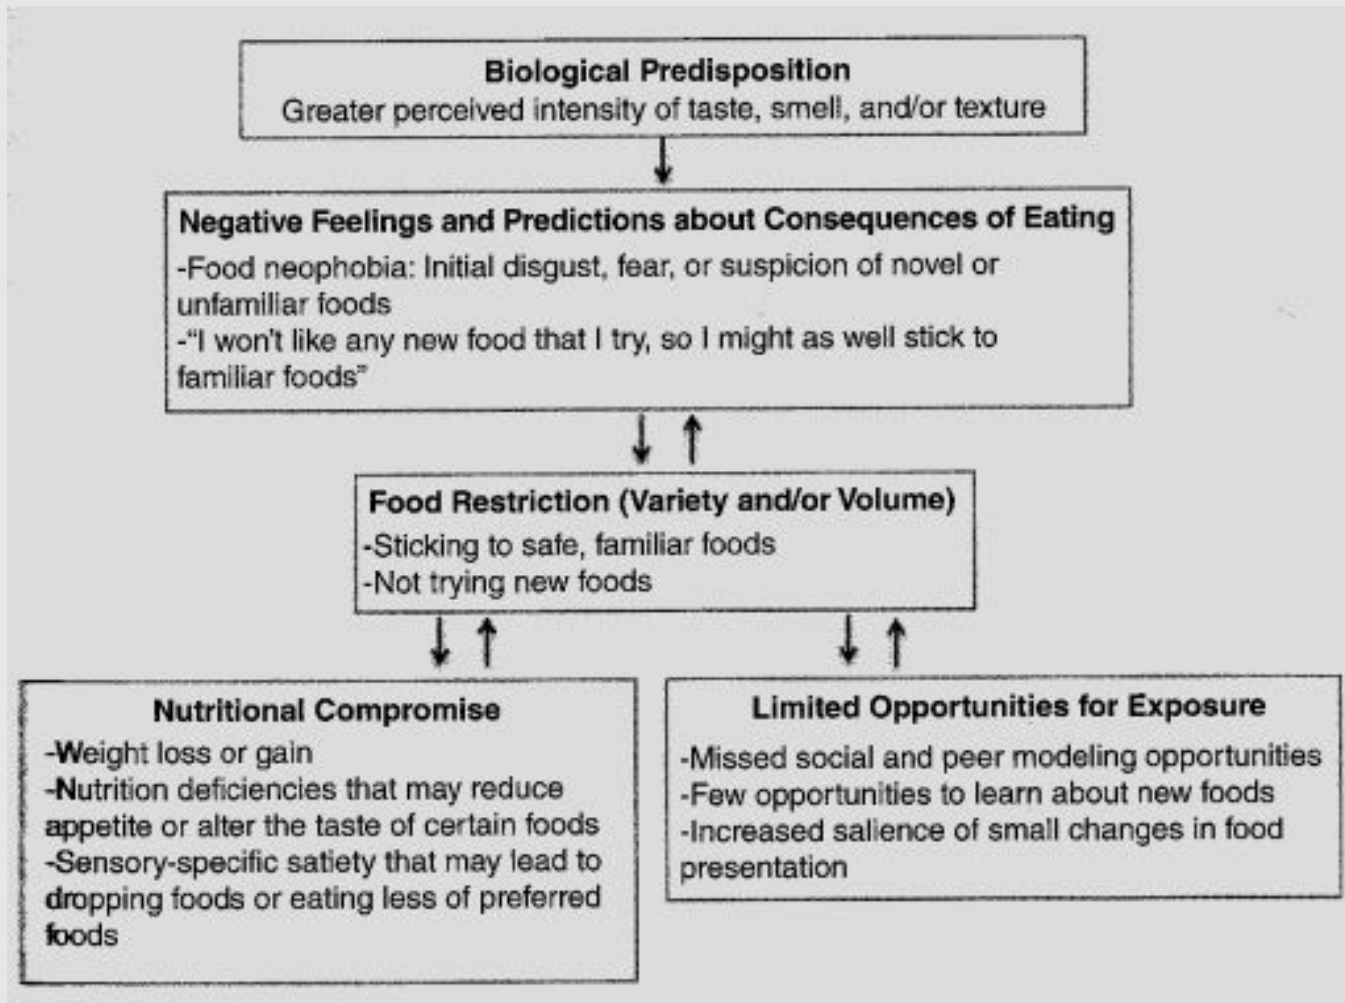 Biological Predisposition
Greater perceived intensity of taste, smell, and/or texture
Negative Feelings and Predictions about Consequences of Eating
-Food neophobia: Initial disgust, fear, or suspicion of novel or
unfamiliar foods
-“I won’t like any new food that I try, so I might as well stick to
familiar foods”
Food Restriction (Variety and/or Volume)
-Sticking to safe, familiar foods
-Not trying new foods
Nutritional Compromise
-Weight loss or gain
-Nutrition deficiencies that may reduce
appetite or alter the taste of certain foods
-Sensory-specific satiety that may lead to
dropping foods or eating less of preferred
foods
Limited Opportunities for Exposure
-Missed social and peer modeling opportunities
-Few opportunities to learn about new foods
-Increased salience of small changes in food
presentation